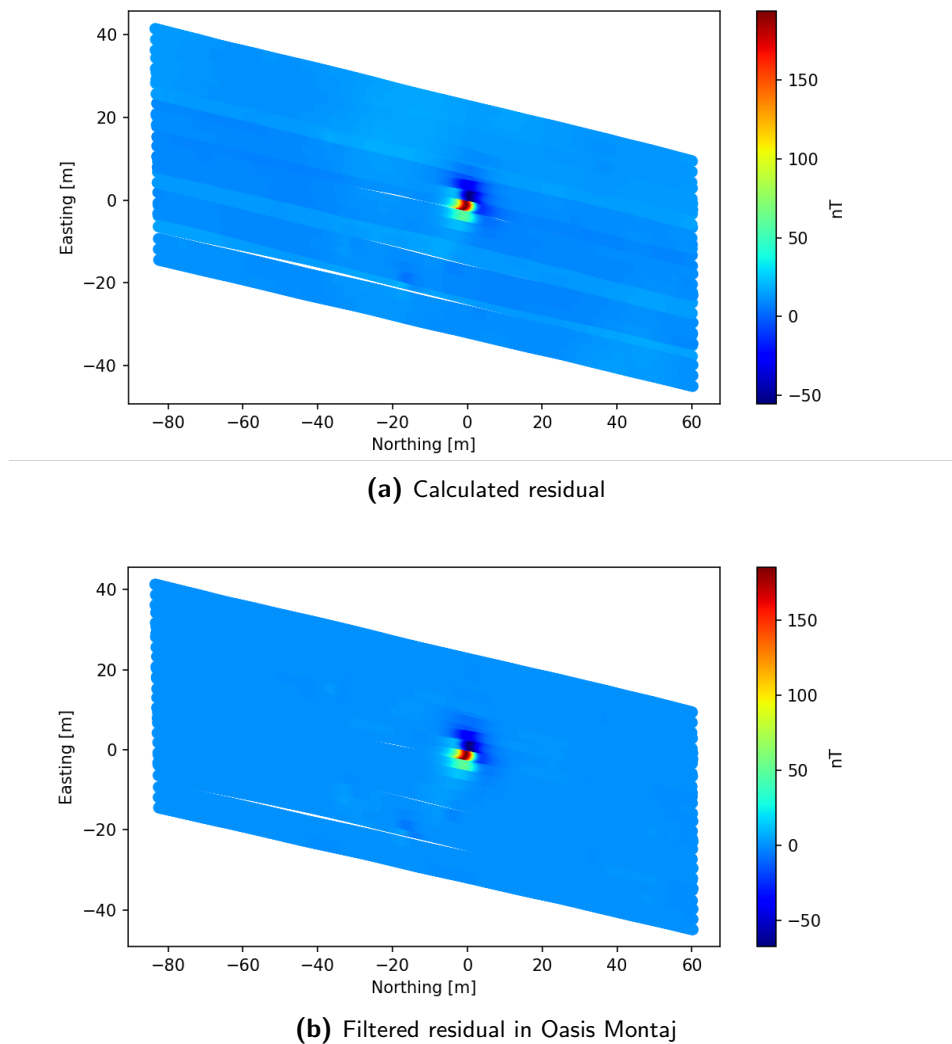 40
20
0
−20
−40
Easting [m]
−80 −60 −40 −20 0 20 40 60
Northing [m]
150
100
50
0
−50
nT
(a) Calculated residual
40
20
0
−20
−40
Easting [m]
−80 −60 −40 −20 0 20 40 60
Northing [m]
150
100
50
0
−50
nT
(b) Filtered residual in Oasis Montaj